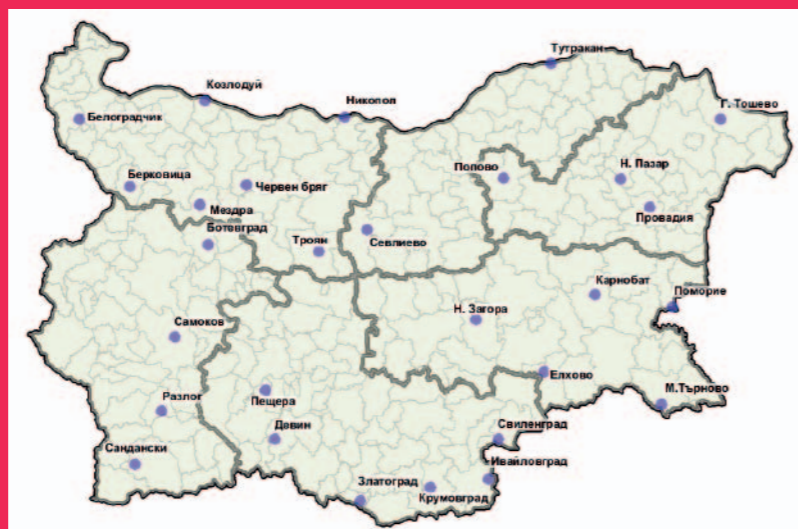 Тутракан
Козлодуй
Никопол
Г. Тошево
Белоградчик
Попово
Н. Пазар
Берковица
Червен бряг
Мездра
Провадия
Ботевград
Троян
Севлиево
Карнобат
Поморие
Н. Загора
Самоков
Елхово
М.Търново
Разлог
Пещера
Девин
Свиленград
Сандански
Ивайловград
Златоград
Крумовград